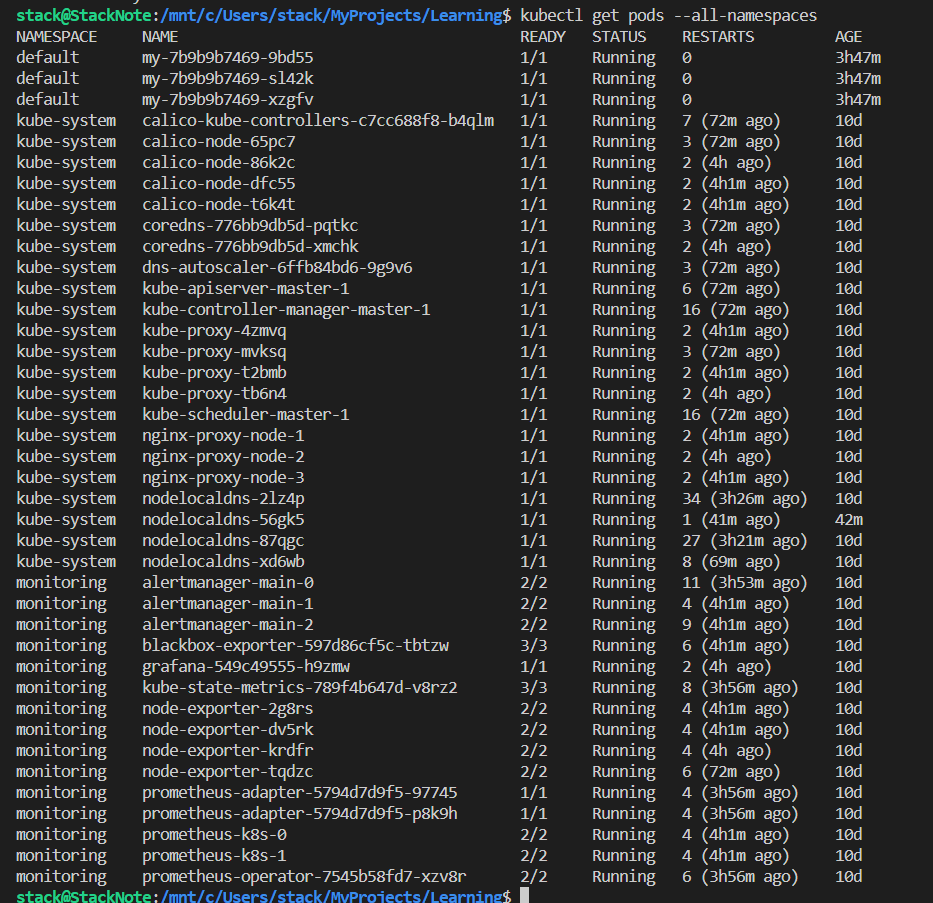 stack@StackNote:/mnt/c/Users/stack/MyProjects/Learning$ kubectl get pods --all-namespaces
NAMESPACE NAME READY STATUS RESTARTS AGE
default my-7b9b9b7469-9bd55 1/1 Running 0 3h47m
default my-7b9b9b7469-sl42k 1/1 Running 0 3h47m
default my-7b9b9b7469-xzgfv 1/1 Running 0 3h47m
kube-system calico-kube-controllers-c7cc688f8-b4qlm 1/1 Running 7 (72m ago) 10d
kube-system calico-node-65pc7 1/1 Running 3 (72m ago) 10d
kube-system calico-node-86k2c 1/1 Running 2 (4h ago) 10d
kube-system calico-node-dfc55 1/1 Running 2 (4h1m ago) 10d
kube-system calico-node-t6k4t 1/1 Running 2 (4h1m ago) 10d
kube-system coredns-776bb9db5d-pqtkc 1/1 Running 3 (72m ago) 10d
kube-system coredns-776bb9db5d-xmchk 1/1 Running 2 (4h ago) 10d
kube-system dns-autoscaler-6ffb84bd6-9g9v6 1/1 Running 3 (72m ago) 10d
kube-system kube-apiserver-master-1 1/1 Running 6 (72m ago) 10d
kube-system kube-controller-manager-master-1 1/1 Running 16 (72m ago) 10d
kube-system kube-proxy-4zmvq 1/1 Running 2 (4h1m ago) 10d
kube-system kube-proxy-mvksq 1/1 Running 3 (72m ago) 10d
kube-system kube-proxy-t2bmb 1/1 Running 2 (4h1m ago) 10d
kube-system kube-proxy-tb6n4 1/1 Running 2 (4h ago) 10d
kube-system kube-scheduler-master-1 1/1 Running 16 (72m ago) 10d
kube-system nginx-proxy-node-1 1/1 Running 2 (4h1m ago) 10d
kube-system nginx-proxy-node-2 1/1 Running 2 (4h ago) 10d
kube-system nginx-proxy-node-3 1/1 Running 2 (4h1m ago) 10d
kube-system nodelocaldns-2lz4p 1/1 Running 34 (3h26m ago) 10d
kube-system nodelocaldns-56gk5 1/1 Running 1 (41m ago) 42m
kube-system nodelocaldns-87qgc 1/1 Running 27 (3h21m ago) 10d
kube-system nodelocaldns-xd6wb 1/1 Running 8 (69m ago) 10d
monitoring alertmanager-main-0 2/2 Running 11 (3h53m ago) 10d
monitoring alertmanager-main-1 2/2 Running 4 (4h1m ago) 10d
monitoring alertmanager-main-2 2/2 Running 9 (4h1m ago) 10d
monitoring blackbox-exporter-597d86cf5c-tbtzw 3/3 Running 6 (4h1m ago) 10d
monitoring grafana-549c49555-h9zmw 1/1 Running 2 (4h ago) 10d
monitoring kube-state-metrics-789f4b647d-v8rz2 3/3 Running 8 (3h56m ago) 10d
monitoring node-exporter-2g8rs 2/2 Running 4 (4h1m ago) 10d
monitoring node-exporter-dv5rk 2/2 Running 4 (4h1m ago) 10d
monitoring node-exporter-krdfr 2/2 Running 4 (4h ago) 10d
monitoring node-exporter-tqdzc 2/2 Running 6 (72m ago) 10d
monitoring prometheus-adapter-5794d7d9f5-97745 1/1 Running 4 (3h56m ago) 10d
monitoring prometheus-adapter-5794d7d9f5-p8k9h 1/1 Running 4 (3h56m ago) 10d
monitoring prometheus-k8s-0 2/2 Running 4 (4h1m ago) 10d
monitoring prometheus-k8s-1 2/2 Running 4 (4h1m ago) 10d
monitoring prometheus-operator-7545b58fd7-xzv8r 2/2 Running 6 (3h56m ago) 10d
stack@StackNote:/mnt/c/Users/stack/MyProjects/Learning$